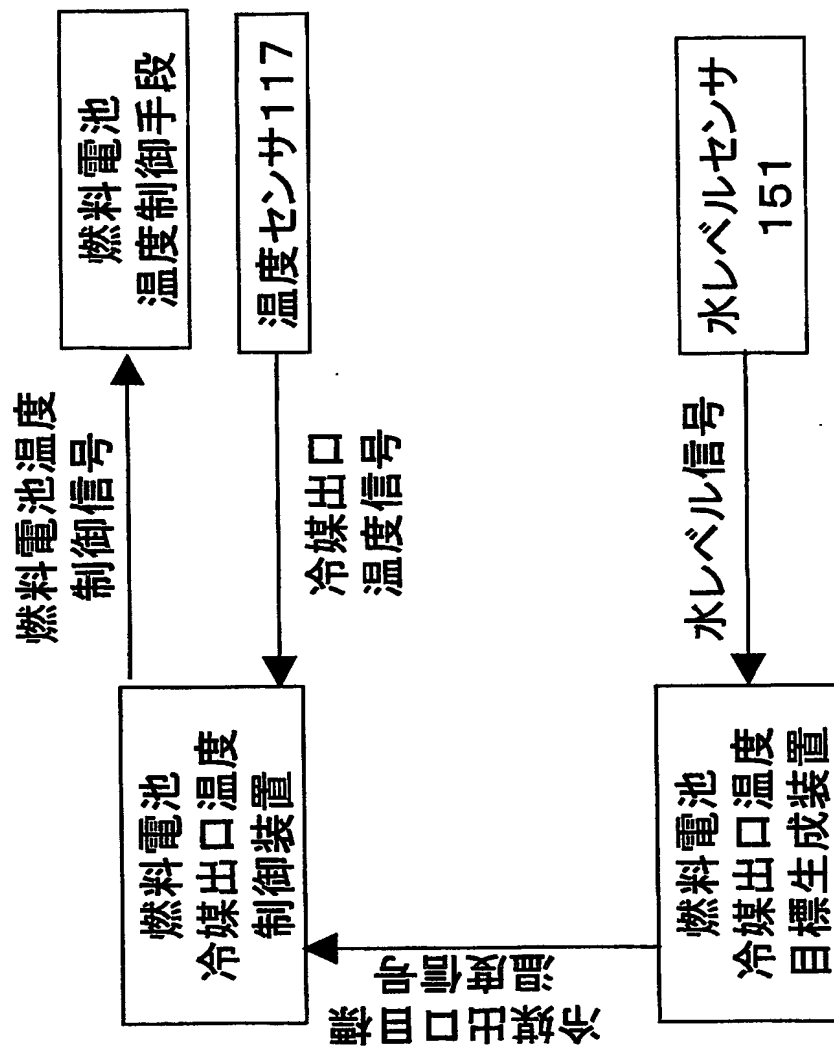 燃料電池
冷媒出口温度
目標生成装置
冷媒出口目標
温度信号
燃料電池
冷媒出口温度
制御装置
水レベル信号
冷媒出口
温度信号
燃料電池温度
制御信号
水レベルセンサ
151
温度センサ117
燃料電池
温度制御手段